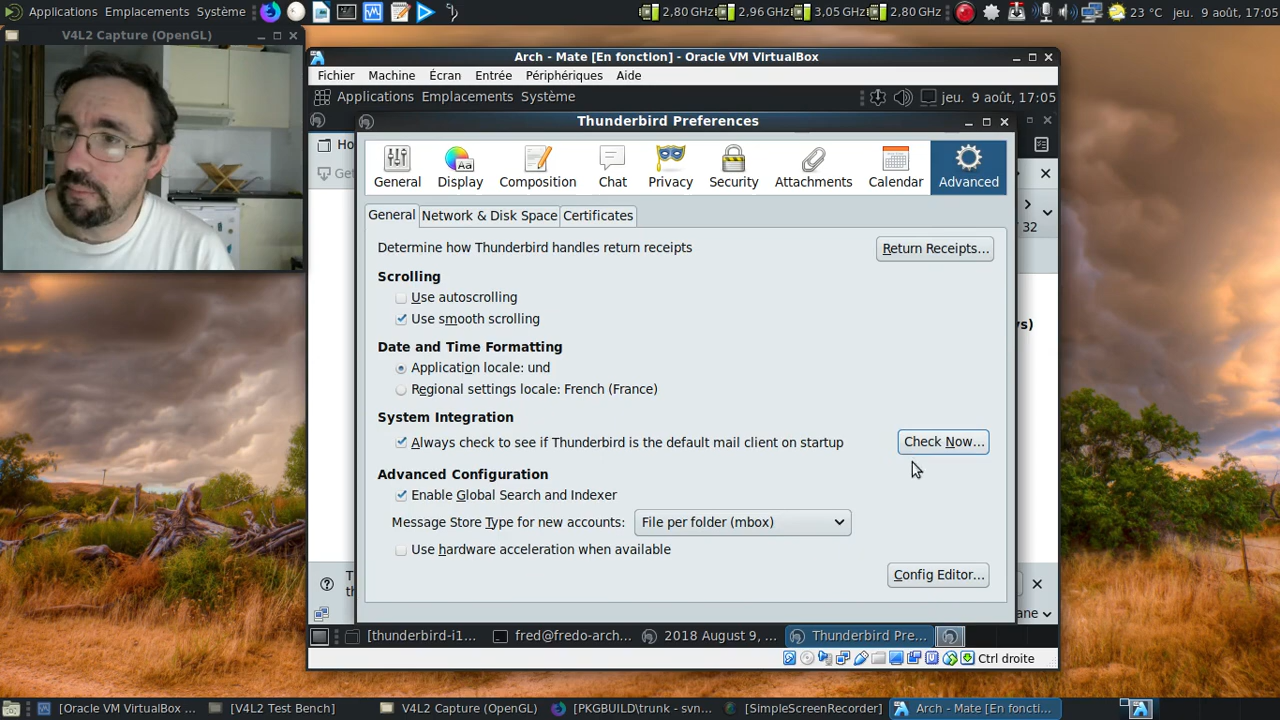 Applications Emplacements Système 2,80 GHz 2,96 GHz 3,05 GHz 2,80 GHz 23 °C jeu. 9 août, 17:05
V4L2 Capture (OpenGL)
Arch - Mate [En fonction] - Oracle VM VirtualBox
Fichier Machine Écran Entrée Périphériques Aide
Applications Emplacements Système jeu. 9 août, 17:05
Thunderbird Preferences
Ho
Get
/ 32
General Display Composition Chat Privacy Security Attachments Calendar Advanced
General Network & Disk Space Certificates
Determine how Thunderbird handles return receipts Return Receipts...
Scrolling
Use autoscrolling
Use smooth scrolling
vs)
Date and Time Formatting
Application locale: und
Regional settings locale: French (France)
System Integration
Always check to see if Thunderbird is the default mail client on startup Check Now...
Advanced Configuration
Enable Global Search and Indexer
Message Store Type for new accounts: File per folder (mbox)
Use hardware acceleration when available
Config Editor...
ane
[thunderbird-i1... fred@fredo-arch... 2018 August 9, ... Thunderbird Pre...
Ctrl droite
[Oracle VM VirtualBox ... [V4L2 Test Bench] V4L2 Capture (OpenGL) [PKGBUILD\trunk - svn... [SimpleScreenRecorder] Arch - Mate [En foncti...